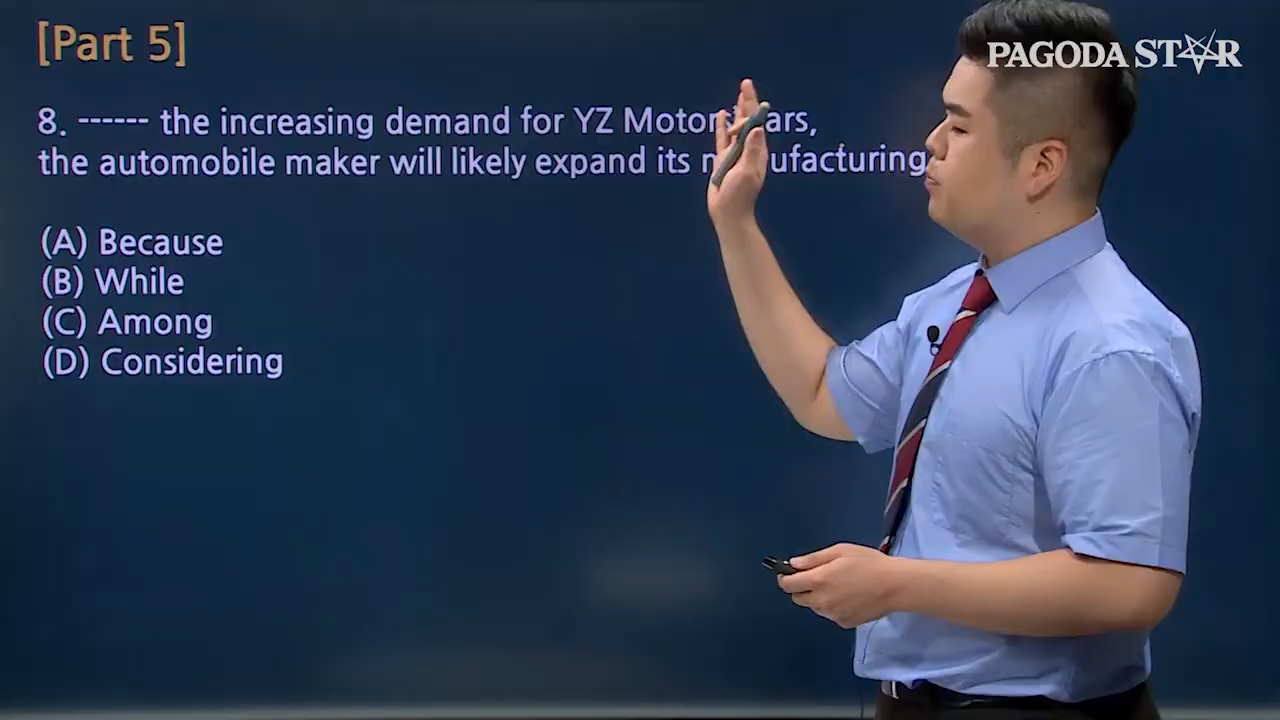 [Part 5]
PAGODA STAR
8. ------ the increasing demand for YZ
the automobile maker will likely expand its
(A) Because
(B) While
(C) Among
(D) Considering